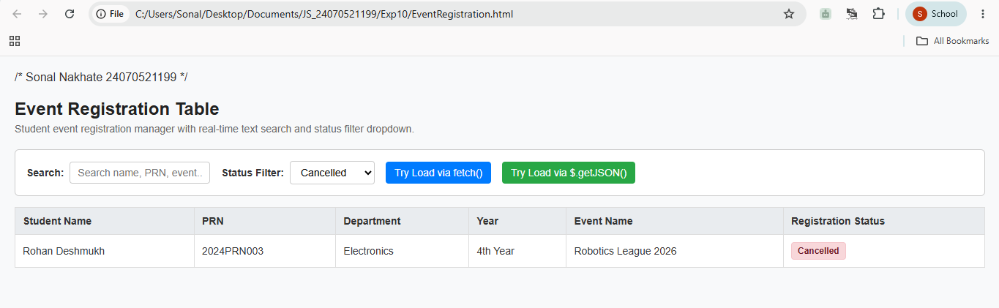 File C:/Users/Sonal/Desktop/Documents/JS_24070521199/Exp10/EventRegistration.html S School
All Bookmarks
/* Sonal Nakhate 24070521199 */
Event Registration Table
Student event registration manager with real-time text search and status filter dropdown.
Search: Search name, PRN, event.. Status Filter: Cancelled Try Load via fetch() Try Load via $.getJSON()
Student Name PRN Department Year Event Name Registration Status
Rohan Deshmukh 2024PRN003 Electronics 4th Year Robotics League 2026 Cancelled